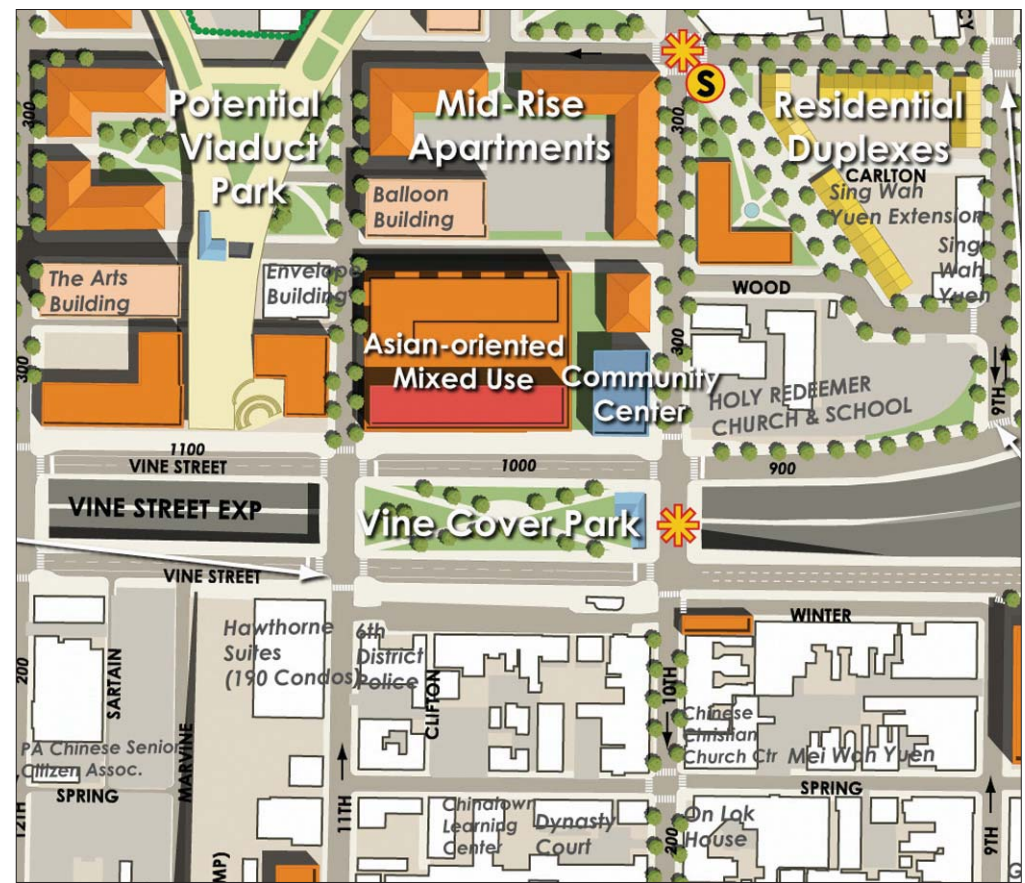 CY
300
Potential
Viaduct
Park
Mid-Rise
Apartments
Balloon
Building
S
300
Residential
Duplexes
CARLTON
Sing Wah
Yuen Extension
Sing
Wah
Yuen
The Arts
Building
Envelope
Building
WOOD
300
Asian-oriented
Mixed Use
Community
Center
300
HOLY REDEEMER
CHURCH & SCHOOL
9TH
1100
VINE STREET
1000
900
VINE STREET EXP
Vine Cover Park
VINE STREET
WINTER
Hawthorne
Suites
(190 Condos)
6th
District
Police
CLIFTON
200
SARTAIN
MARVINE
10TH
Chinese
Christian
Church Ctr
Mei Wah Yuen
PA Chinese Senior
Citizen Assoc.
SPRING
SPRING
12TH
11TH
9TH
Chinatown
Learning
Center
Dynasty
Court
200
On Lok
House
MP)
G